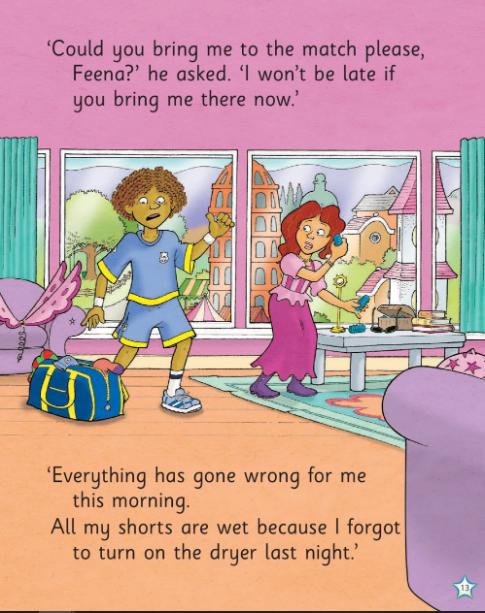 ‘Could you bring me to the match please,
Feena?’ he asked. ‘I won’t be late if
you bring me there now.’
‘Everything has gone wrong for me
this morning.
All my shorts are wet because I forgot
to turn on the dryer last night.’
13